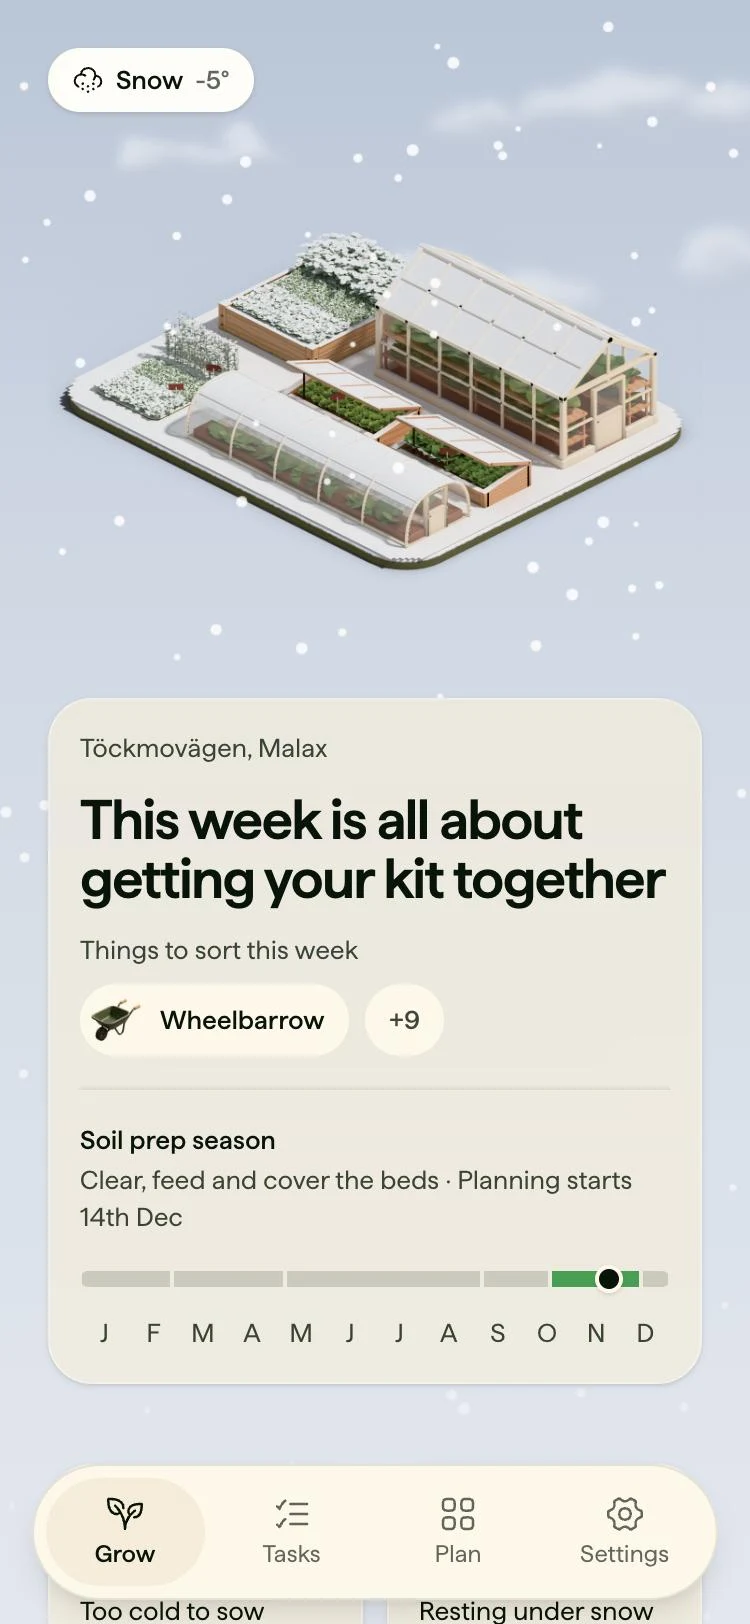 Snow -5°
Töckmovägen, Malax
This week is all about
getting your kit together
Things to sort this week
Wheelbarrow
+9
Soil prep season
Clear, feed and cover the beds · Planning starts
14th Dec
J F M A M J J A S O N D
Grow
Tasks
Plan
Settings
Too cold to sow
Resting under snow